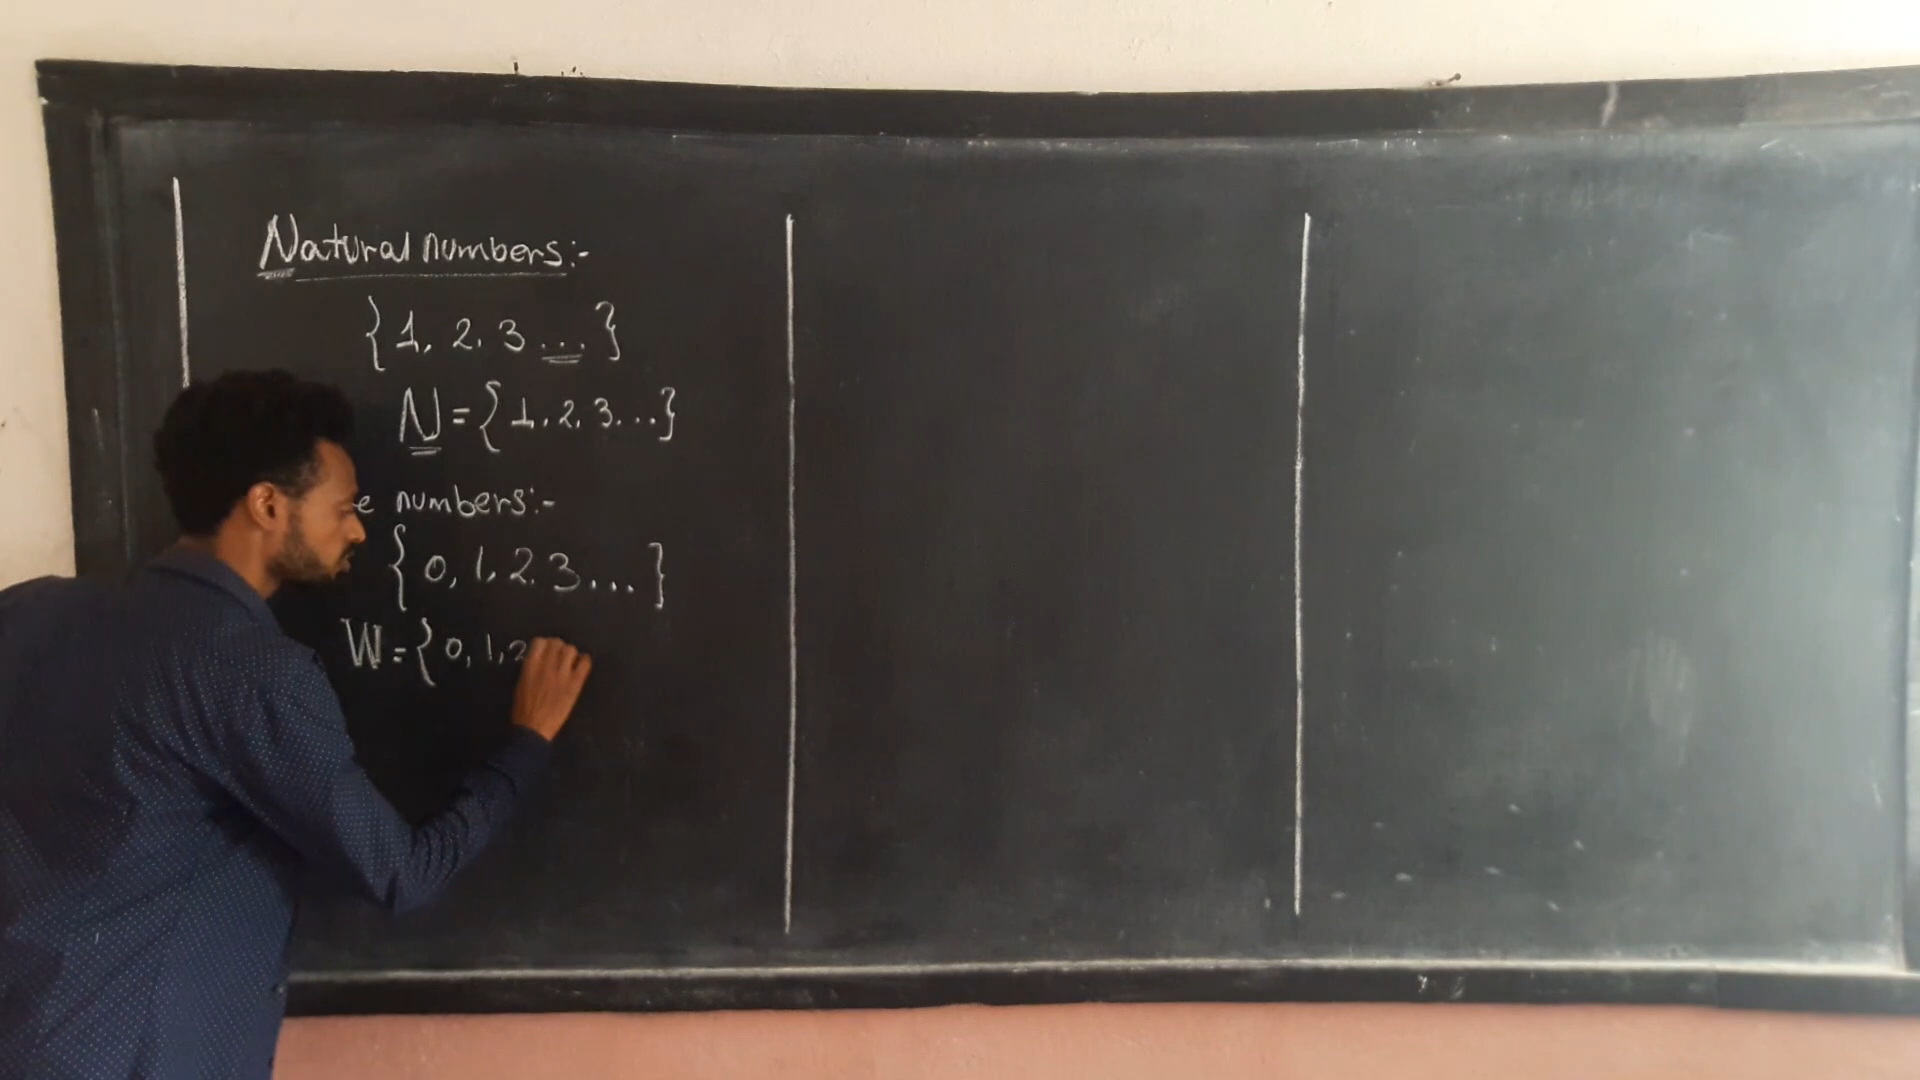 Natural numbers:-
{1, 2, 3 ...}
N = {1, 2, 3...}
numbers:-
{0, 1, 2, 3...}
W = {0, 1, 2